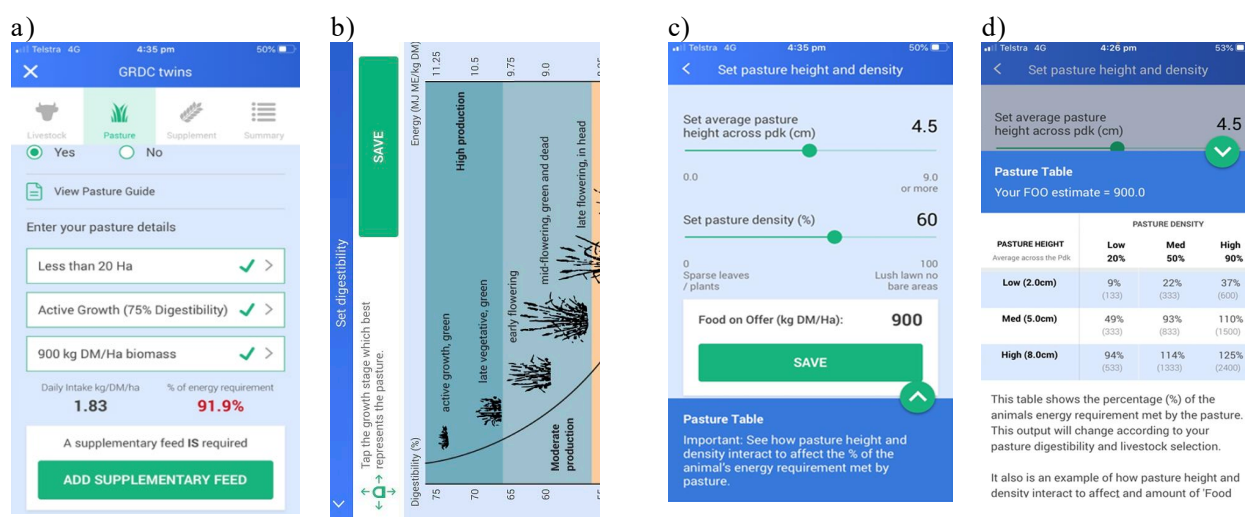 a)
Telstra 4G 4:35 pm 50%
GRDC twins
Livestock Pasture Supplement Summary
Yes No
View Pasture Guide
Enter your pasture details
Less than 20 Ha
Active Growth (75% Digestibility)
900 kg DM/Ha biomass
Daily Intake kg/DM/ha % of energy requirement
1.83 91.9%
A supplementary feed IS required
ADD SUPPLEMENTARY FEED
b)
Set digestibility
Tap the growth stage which best
represents the pasture.
SAVE
Digestibility (%)
Energy (MJ ME/kg DM)
75 active growth, green 11.25
High production
70 late vegetative, green 10.5
65 early flowering 9.75
60 mid-flowering, green and dead 9.0
Moderate
production
late flowering, in head
c)
Telstra 4G 4:35 pm 50%
Set pasture height and density
Set average pasture
height across pdk (cm) 4.5
0.0 9.0
or more
Set pasture density (%) 60
0 100
Sparse leaves Lush lawn no
/ plants bare areas
Food on Offer (kg DM/Ha): 900
SAVE
Pasture Table
Important: See how pasture height and
density interact to affect the % of the
animal's energy requirement met by
pasture.
d)
Telstra 4G 4:26 pm 53%
Set pasture height and density
Set average pasture
height across pdk (cm) 4.5
Pasture Table
Your FOO estimate = 900.0
PASTURE DENSITY
PASTURE HEIGHT Low Med High
Average across the Pdk 20% 50% 90%
Low (2.0cm) 9% 22% 37%
(133) (333) (600)
Med (5.0cm) 49% 93% 110%
(333) (833) (1500)
High (8.0cm) 94% 114% 125%
(533) (1333) (2400)
This table shows the percentage (%) of the
animals energy requirement met by the pasture.
This output will change according to your
pasture digestibility and livestock selection.
It also is an example of how pasture height and
density interact to affect and amount of 'Food